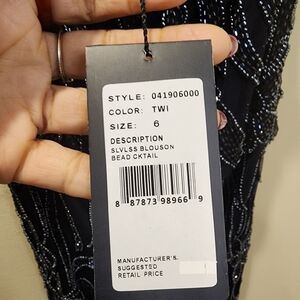 STYLE: 041906000
COLOR: TWI
SIZE: 6
DESCRIPTION
SLVLSS BLOUSON
BEAD CKTAIL
8 87873 98966 9
MANUFACTURER'S
SUGGESTED
RETAIL PRICE